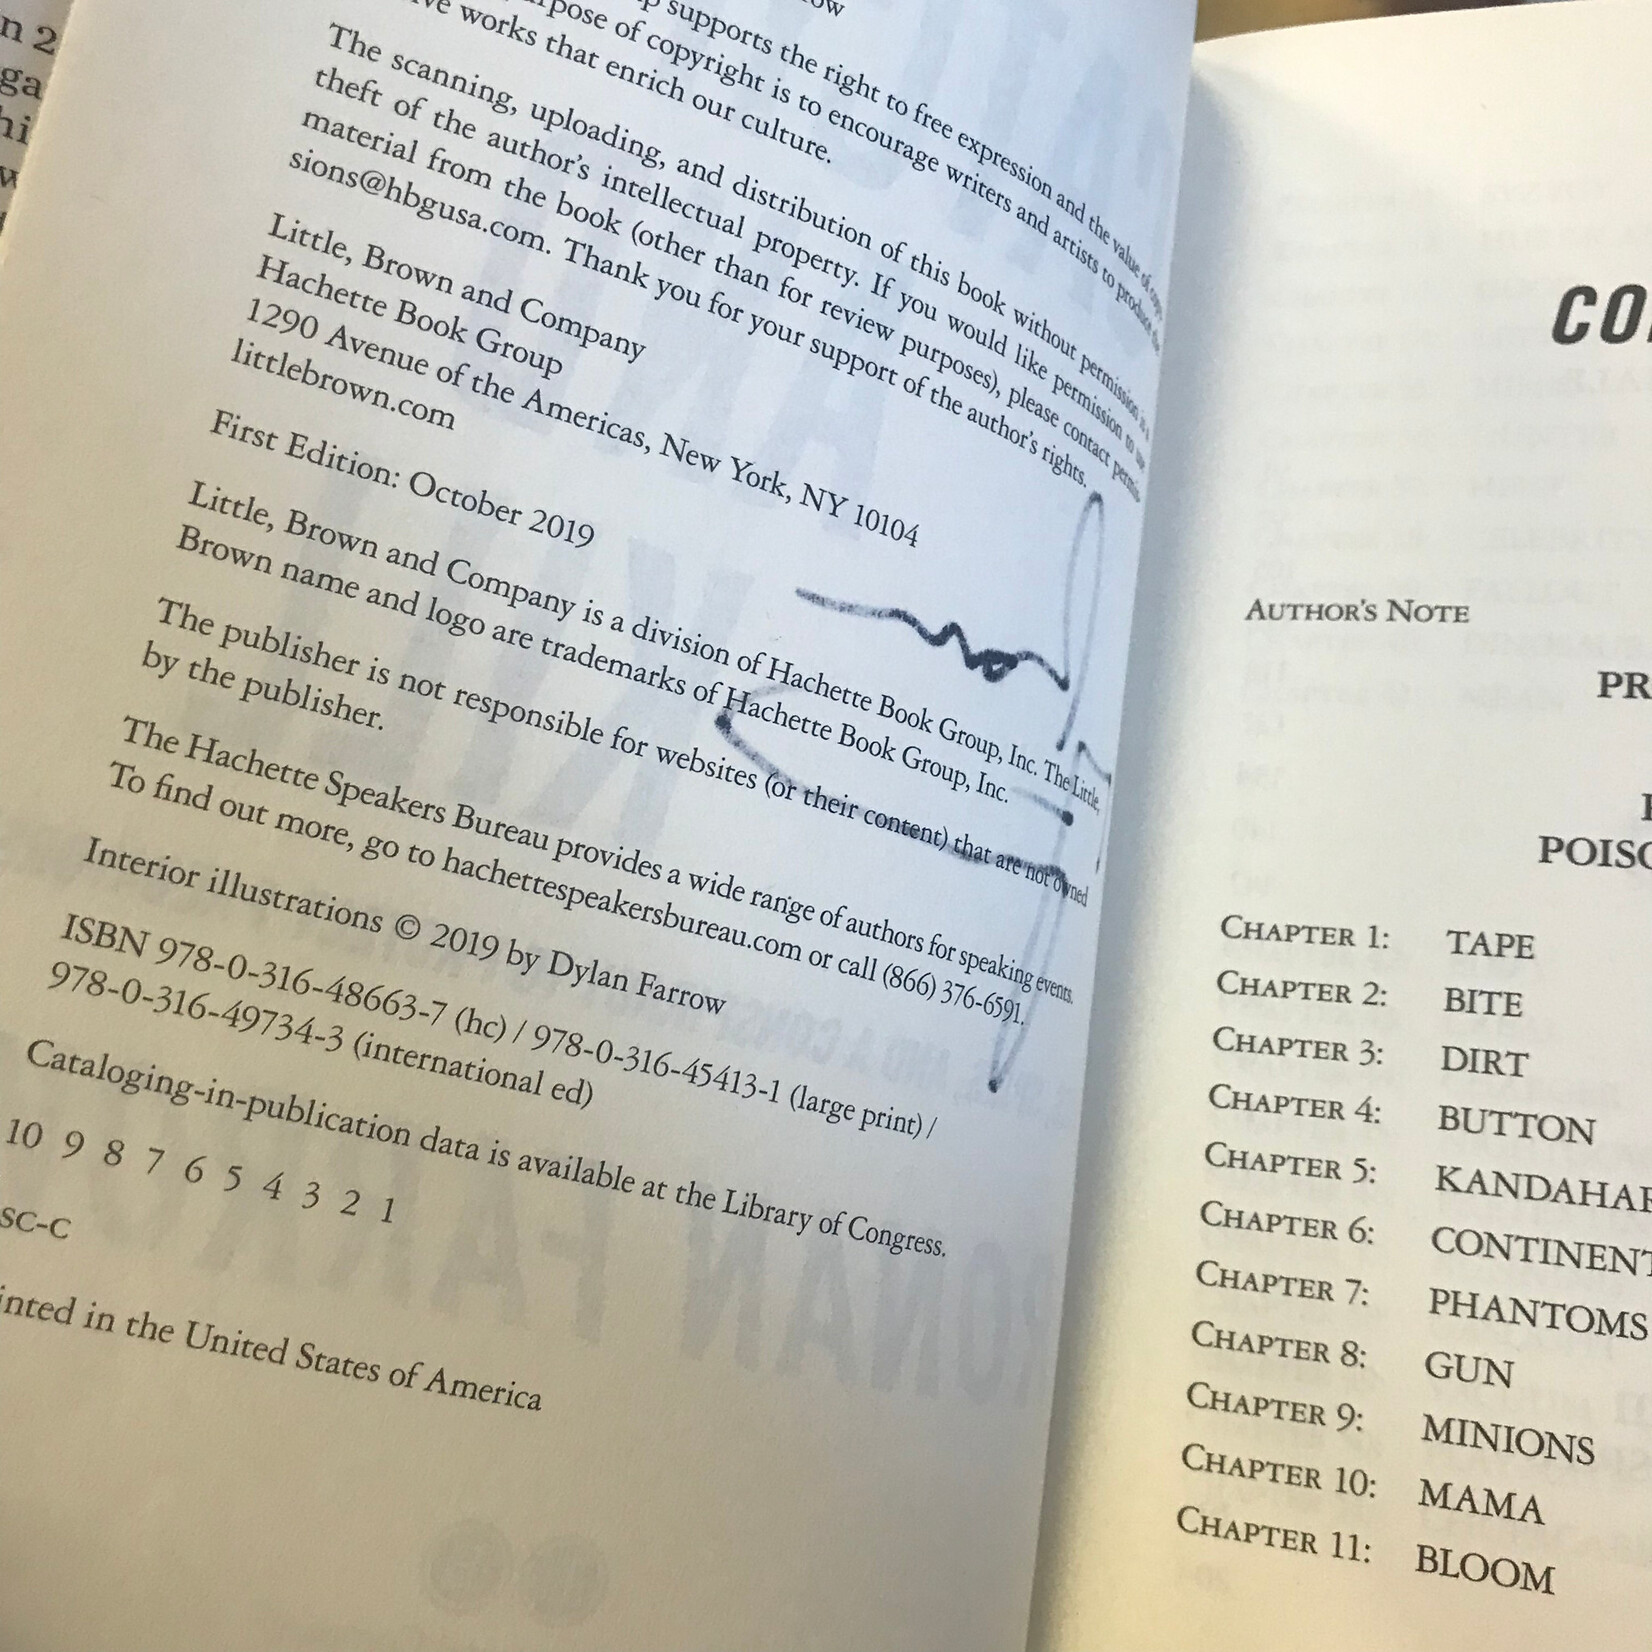 supports the right to free expression and the value of copy
purpose of copyright is to encourage writers and artists to produce the
works that enrich our culture.
The scanning, uploading, and distribution of this book without permission is a
theft of the author's intellectual property. If you would like permission to use
material from the book (other than for review purposes), please contact permis-
sions@hbgusa.com. Thank you for your support of the author's rights.
Little, Brown and Company
Hachette Book Group
1290 Avenue of the Americas, New York, NY 10104
littlebrown.com
First Edition: October 2019
Little, Brown and Company is a division of Hachette Book Group, Inc. The Little,
Brown name and logo are trademarks of Hachette Book Group, Inc.
The publisher is not responsible for websites (or their content) that are not owned
by the publisher.
The Hachette Speakers Bureau provides a wide range of authors for speaking events.
To find out more, go to hachettespeakersbureau.com or call (866) 376-6591.
Interior illustrations © 2019 by Dylan Farrow
ISBN 978-0-316-48663-7 (hc) / 978-0-316-45413-1 (large print) /
978-0-316-49734-3 (international ed)
Cataloging-in-publication data is available at the Library of Congress.
10 9 8 7 6 5 4 3 2 1
SC-C
inted in the United States of America
CO
AUTHOR'S NOTE
PR
POISO
CHAPTER 1: TAPE
CHAPTER 2: BITE
CHAPTER 3: DIRT
CHAPTER 4: BUTTON
CHAPTER 5: KANDAHAR
CHAPTER 6: CONTINENT
CHAPTER 7: PHANTOMS
CHAPTER 8: GUN
CHAPTER 9: MINIONS
CHAPTER 10: MAMA
CHAPTER 11: BLOOM